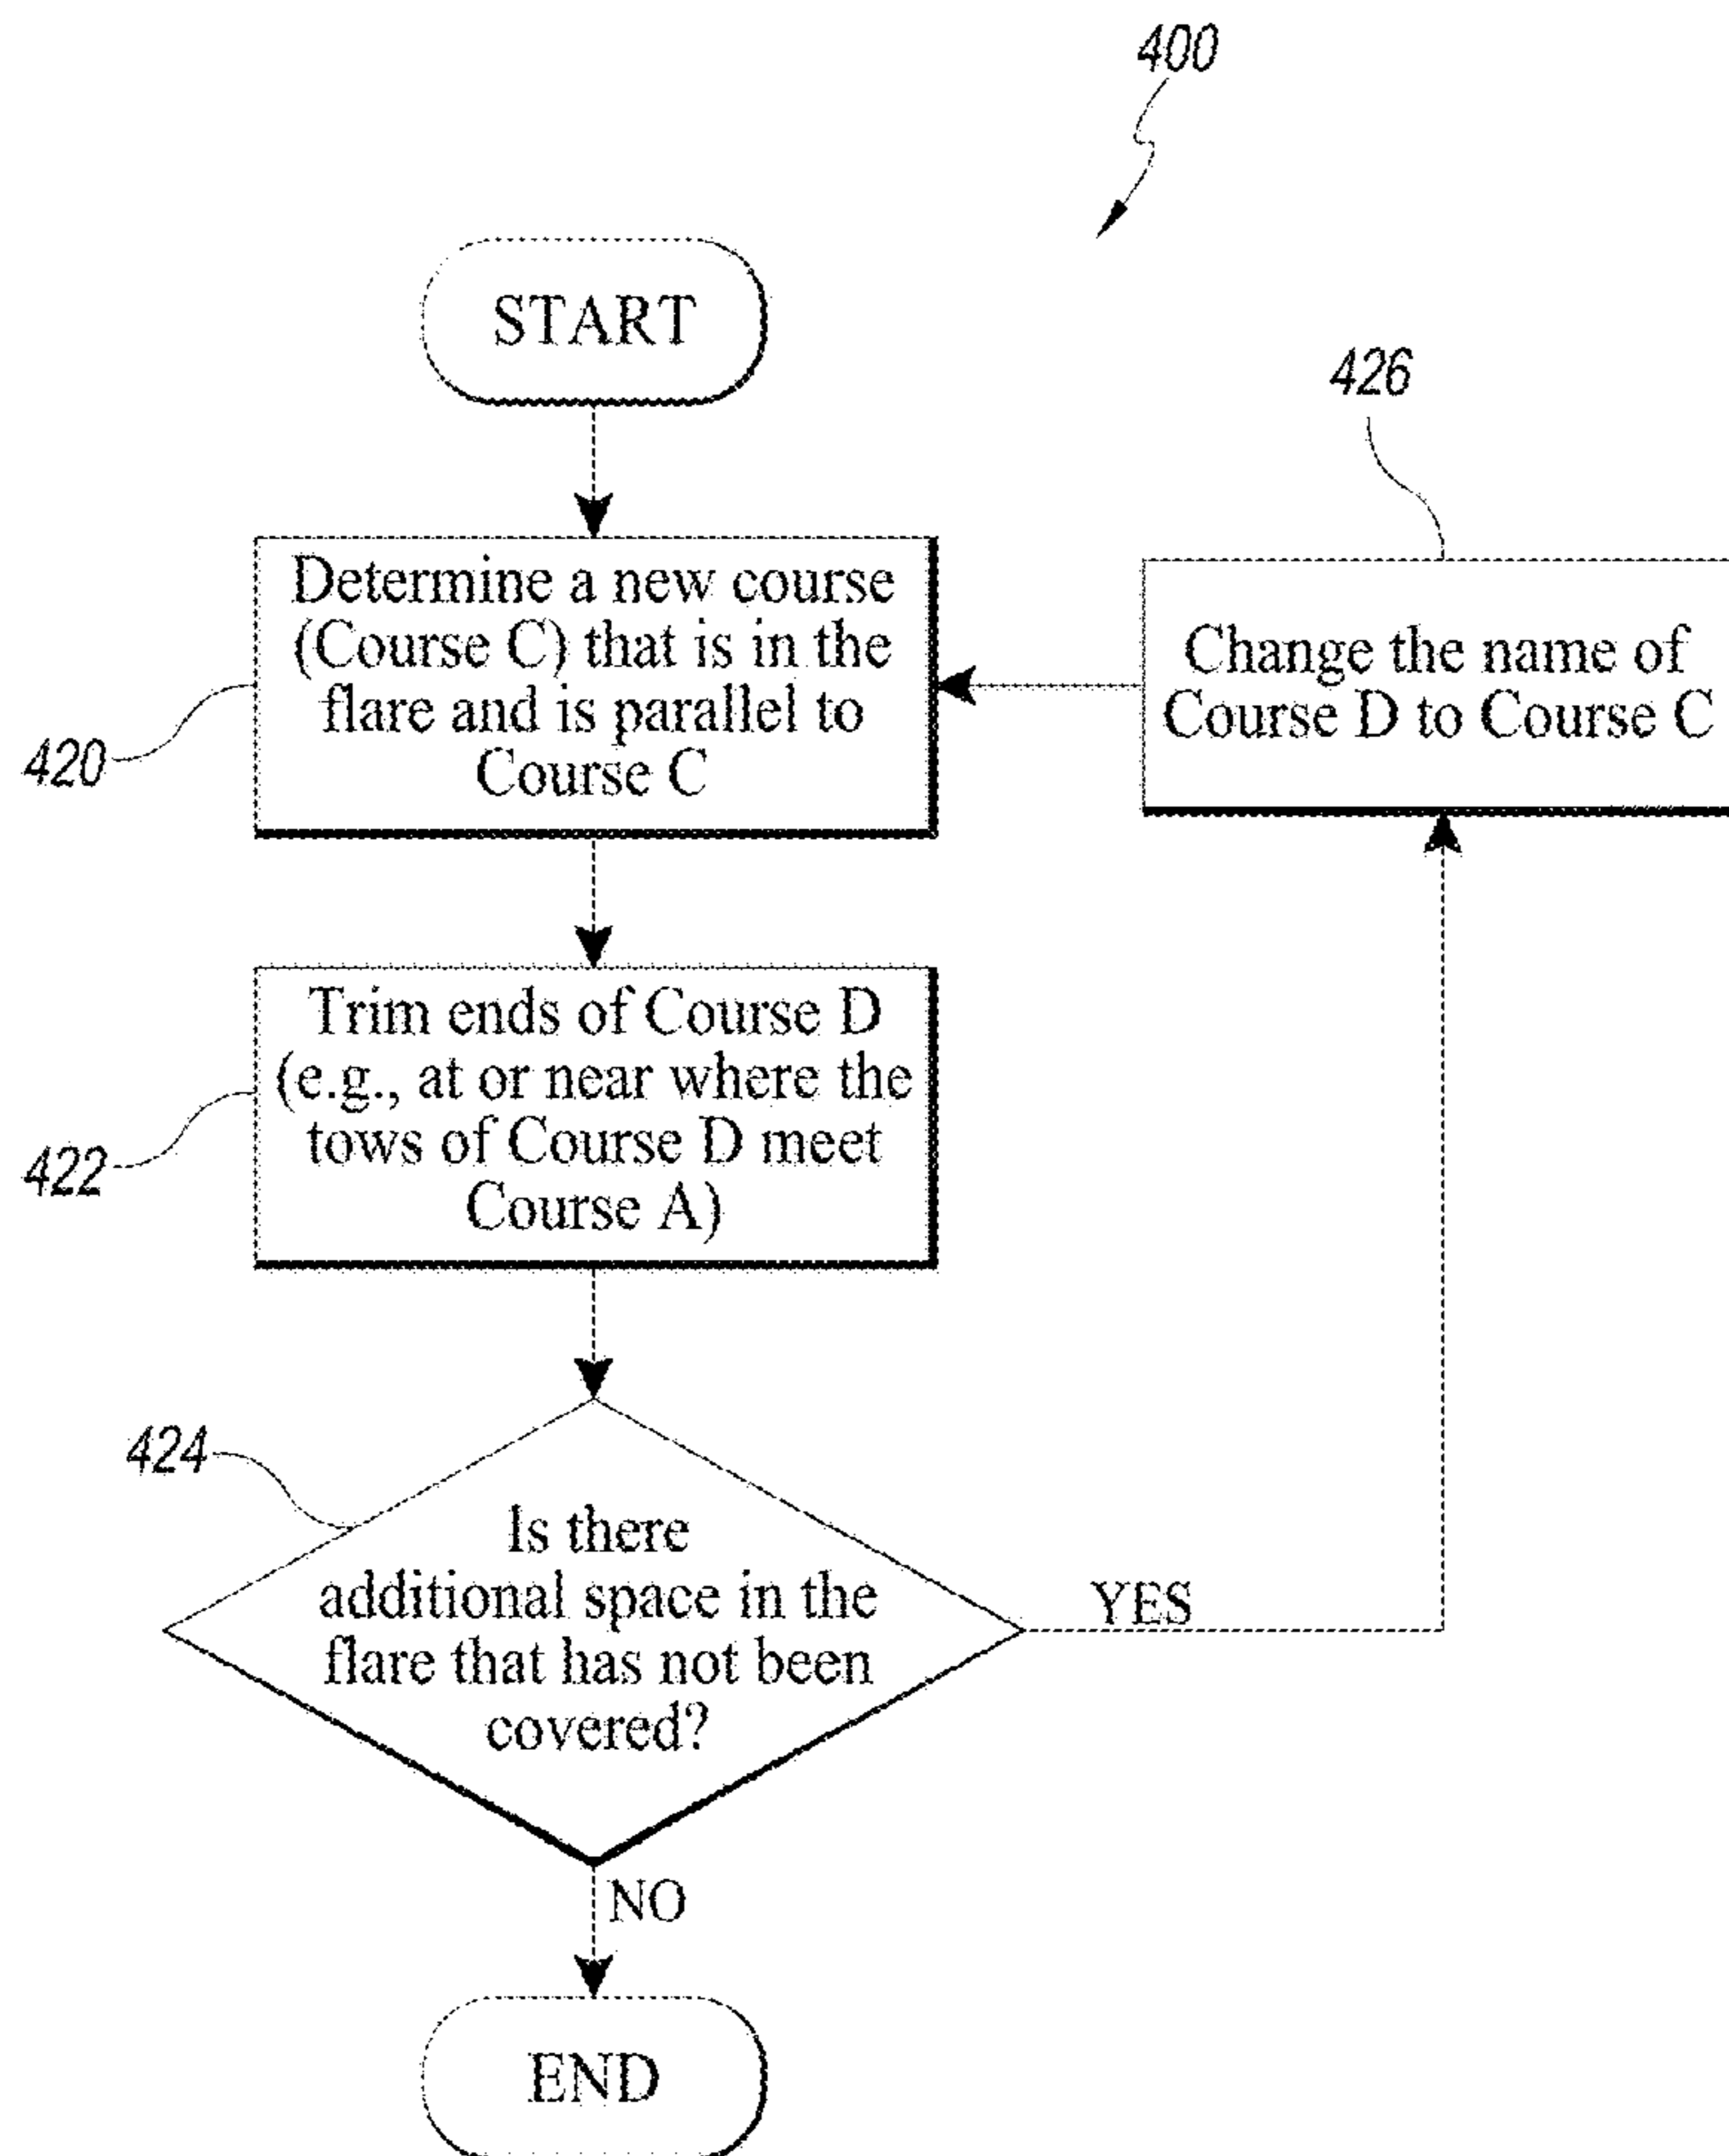 400
START
426
Determine a new course
(Course C) that is in the
flare and is parallel to
Course C
420
Change the name of
Course D to Course C
Trim ends of Course D
(e.g., at or near where the
tows of Course D meet
Course A)
422
424
Is there
additional space in the
flare that has not been
covered?
YES
NO
END